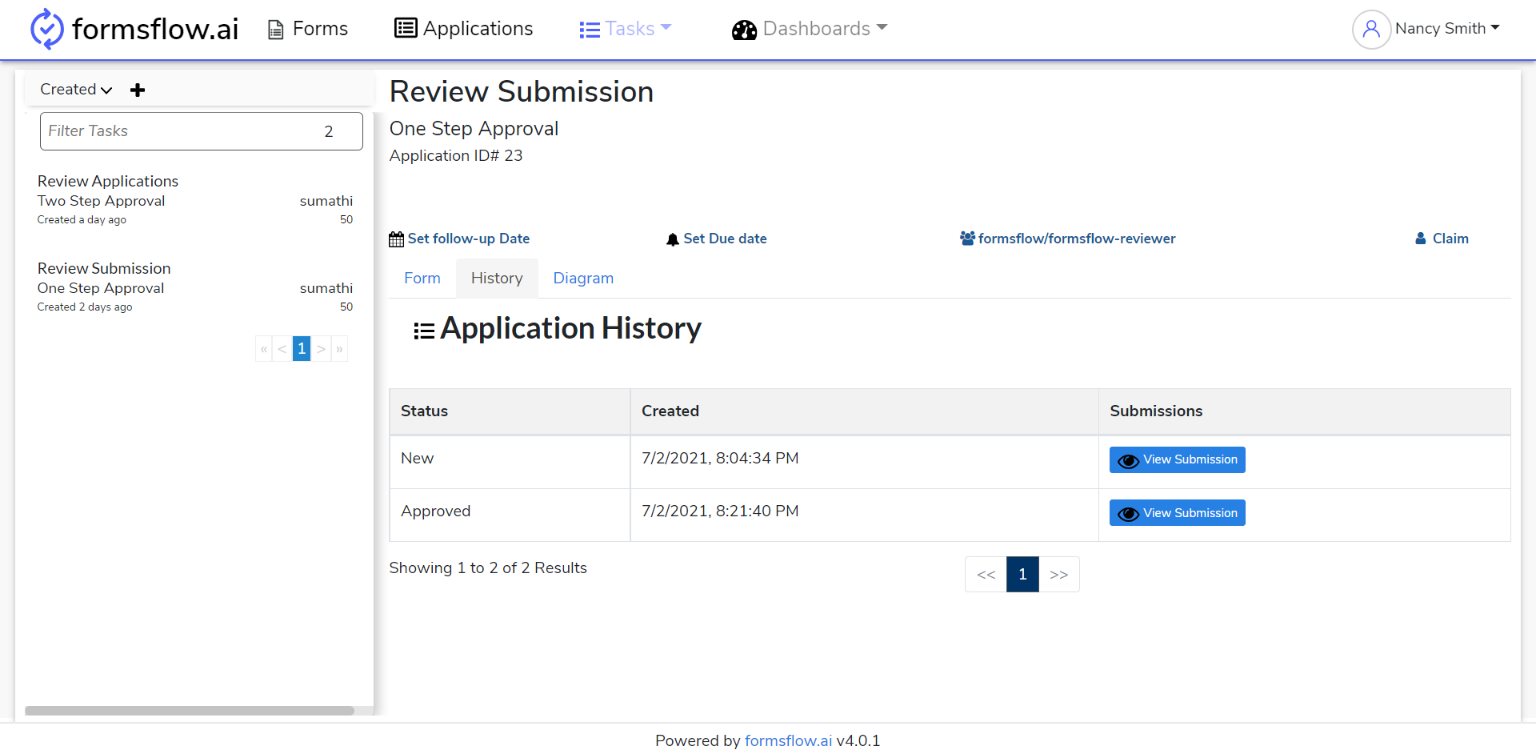 formsflow.ai Forms Applications Tasks Dashboards Nancy Smith
Created
Filter Tasks 2
Review Applications
Two Step Approval sumathi
Created a day ago 50
Review Submission
One Step Approval sumathi
Created 2 days ago 50
« < 1 > »
Review Submission
One Step Approval
Application ID# 23
Set follow-up Date Set Due date formsflow/formsflow-reviewer Claim
Form History Diagram
Application History
Status Created Submissions
New 7/2/2021, 8:04:34 PM View Submission
Approved 7/2/2021, 8:21:40 PM View Submission
Showing 1 to 2 of 2 Results << 1 >>
Powered by formsflow.ai v4.0.1